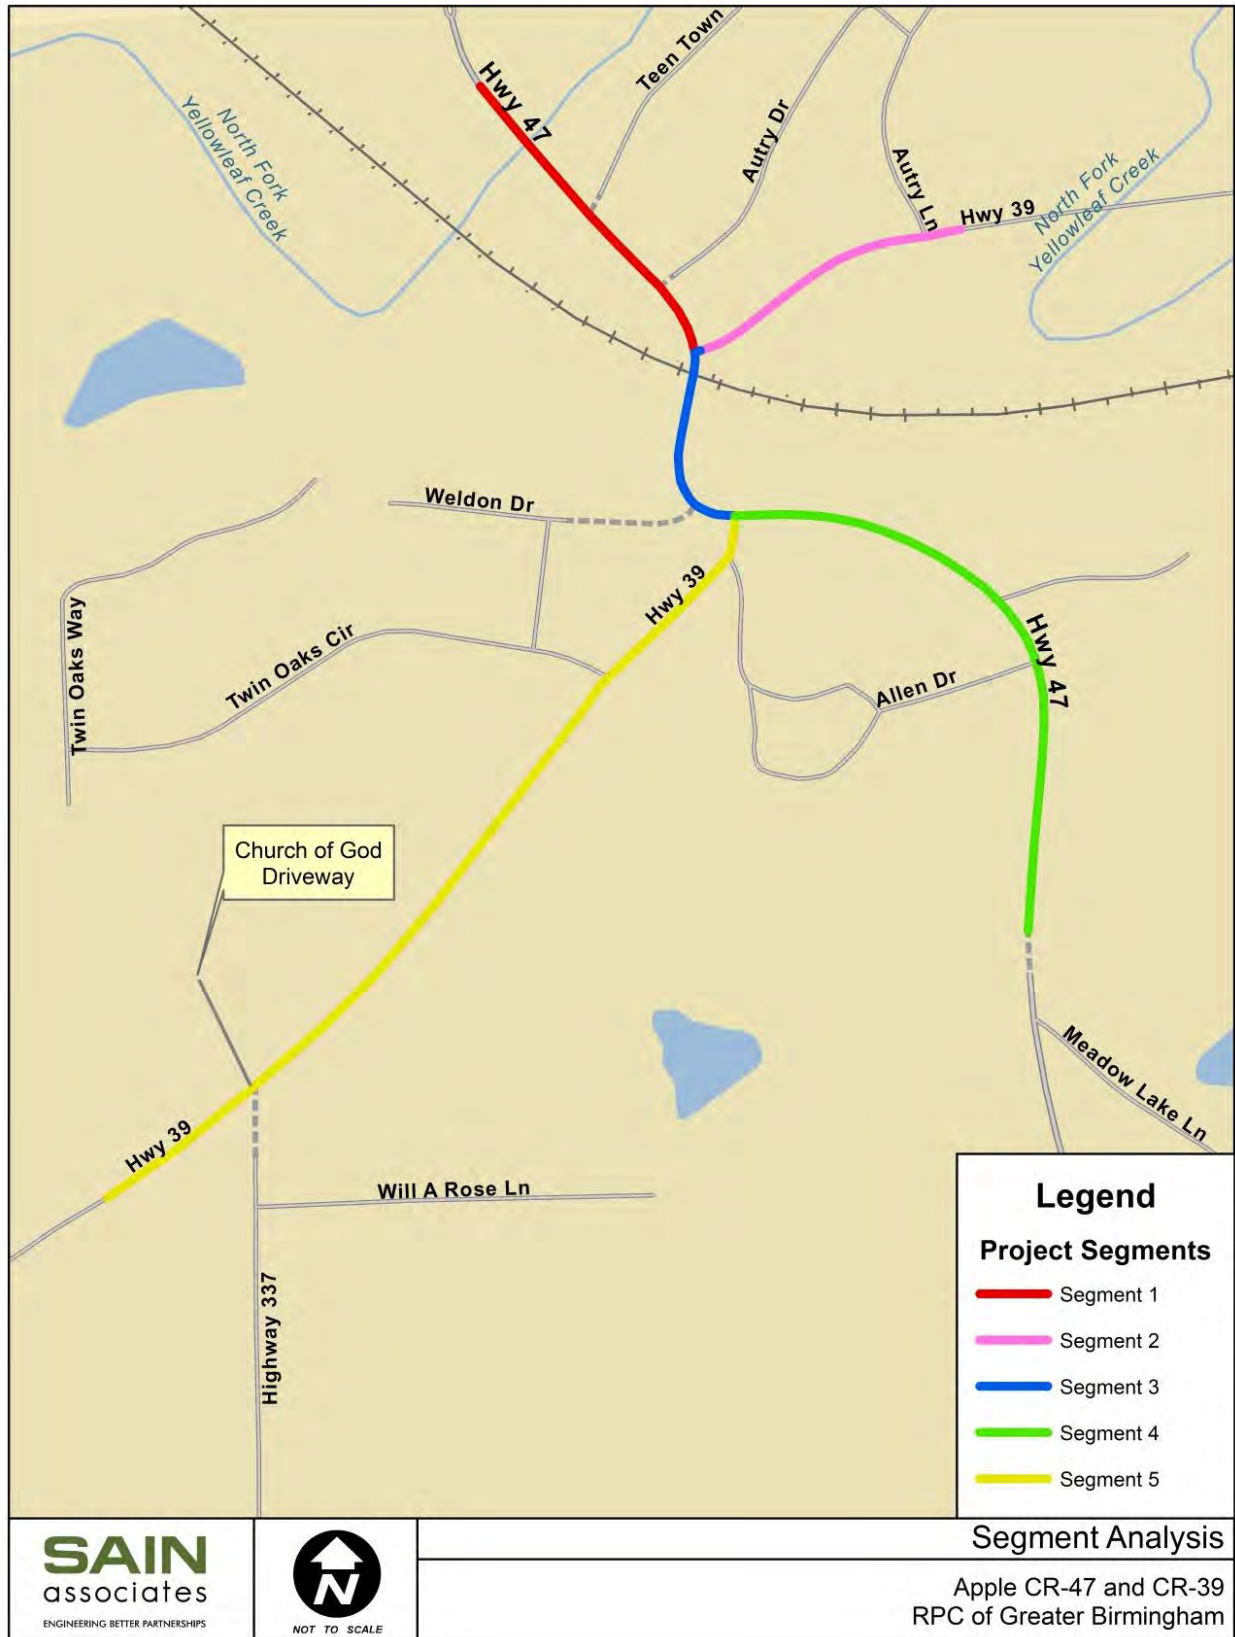 Hwy 47
Teen Town
Autry Dr
Autry Ln
Hwy 39
North Fork
Yellowleaf Creek
North Fork
Yellowleaf Creek
Weldon Dr
Hwy 39
Twin Oaks Way
Twin Oaks Cir
Hwy 47
Allen Dr
Church of God
Driveway
Meadow Lake Ln
Hwy 39
Will A Rose Ln
Highway 337
Legend
Project Segments
Segment 1
Segment 2
Segment 3
Segment 4
Segment 5
SAIN
associates
ENGINEERING BETTER PARTNERSHIPS
N
NOT TO SCALE
Segment Analysis
Apple CR-47 and CR-39
RPC of Greater Birmingham